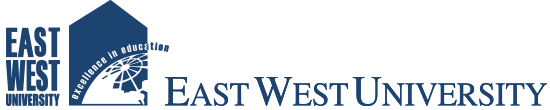 EAST
WEST
UNIVERSITY
excellence in education
EAST WEST UNIVERSITY